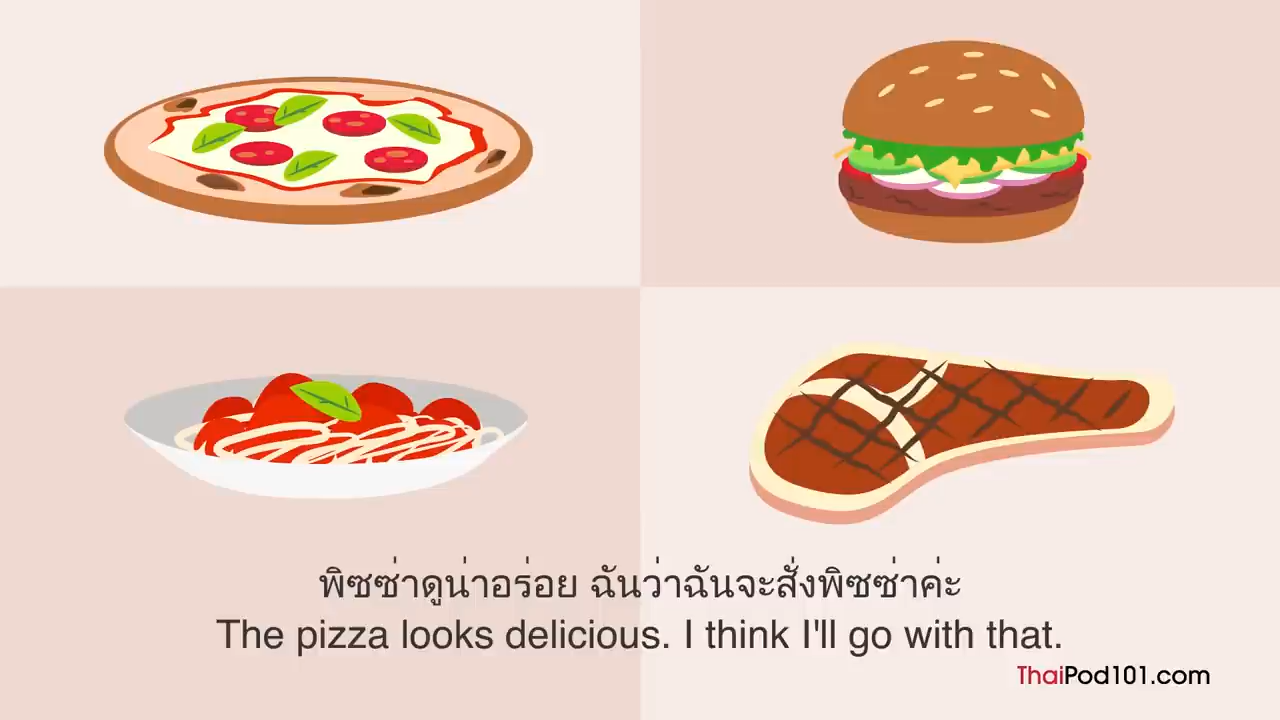 พิซซ่าดูน่าอร่อย ฉันว่าฉันจะสั่งพิซซ่าค่ะ
The pizza looks delicious. I think I'll go with that.
ThaiPod101.com